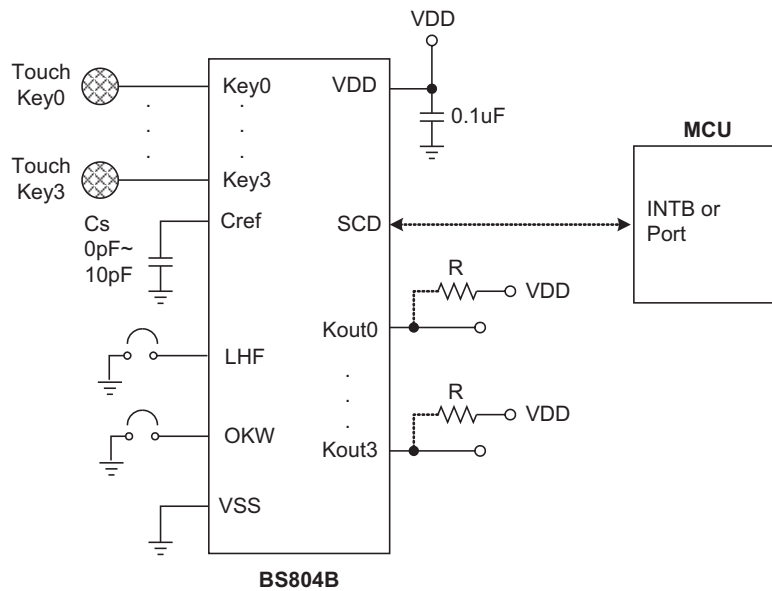 VDD
Touch
Key0
Key0
VDD
0.1uF
MCU
.
.
.
.
.
.
Touch
Key3
Key3
Cs
0pF~
10pF
Cref
SCD
INTB or
Port
R
VDD
Kout0
LHF
.
.
.
R
VDD
OKW
Kout3
VSS
BS804B